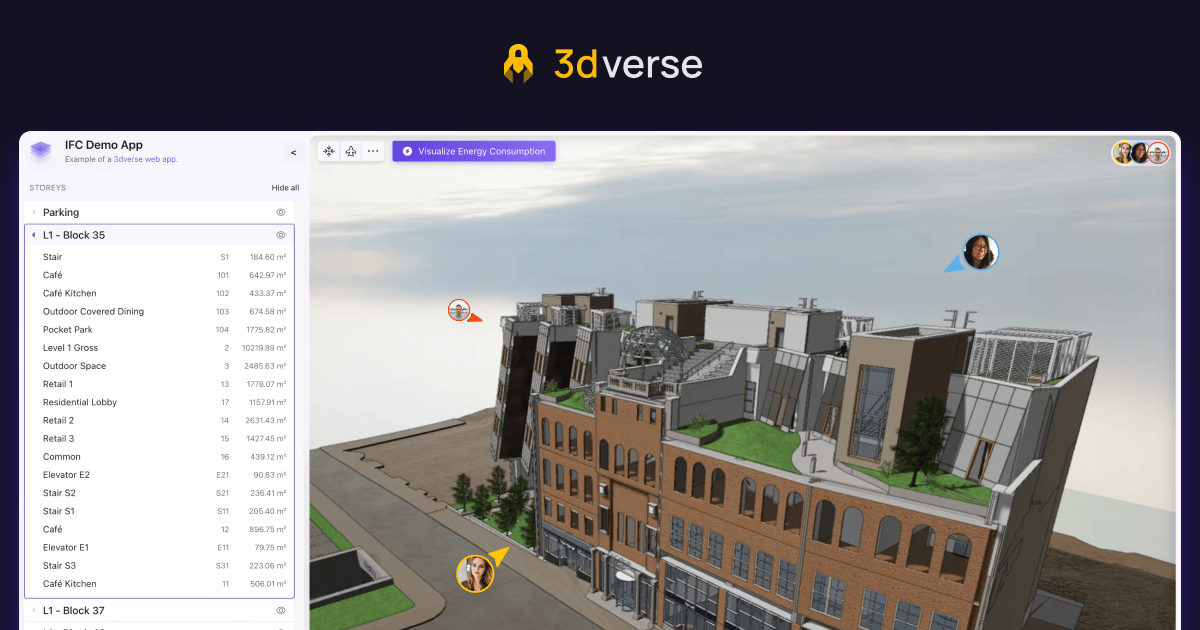 3dverse
IFC Demo App
Example of a 3dverse web app.
<
Visualize Energy Consumption
STOREYS Hide all
Parking
L1 - Block 35
Stair S1 184.60 m²
Café 101 642.97 m²
Café Kitchen 102 433.37 m²
Outdoor Covered Dining 103 674.58 m²
Pocket Park 104 1775.82 m²
Level 1 Gross 2 10219.89 m²
Outdoor Space 3 2485.63 m²
Retail 1 13 1778.07 m²
Residential Lobby 17 1157.91 m²
Retail 2 14 2631.43 m²
Retail 3 15 1427.45 m²
Common 16 439.12 m²
Elevator E2 E21 90.83 m²
Stair S2 S21 236.41 m²
Stair S1 S11 205.40 m²
Café 12 896.75 m²
Elevator E1 E11 79.75 m²
Stair S3 S31 223.06 m²
Café Kitchen 11 506.01 m²
L1 - Block 37